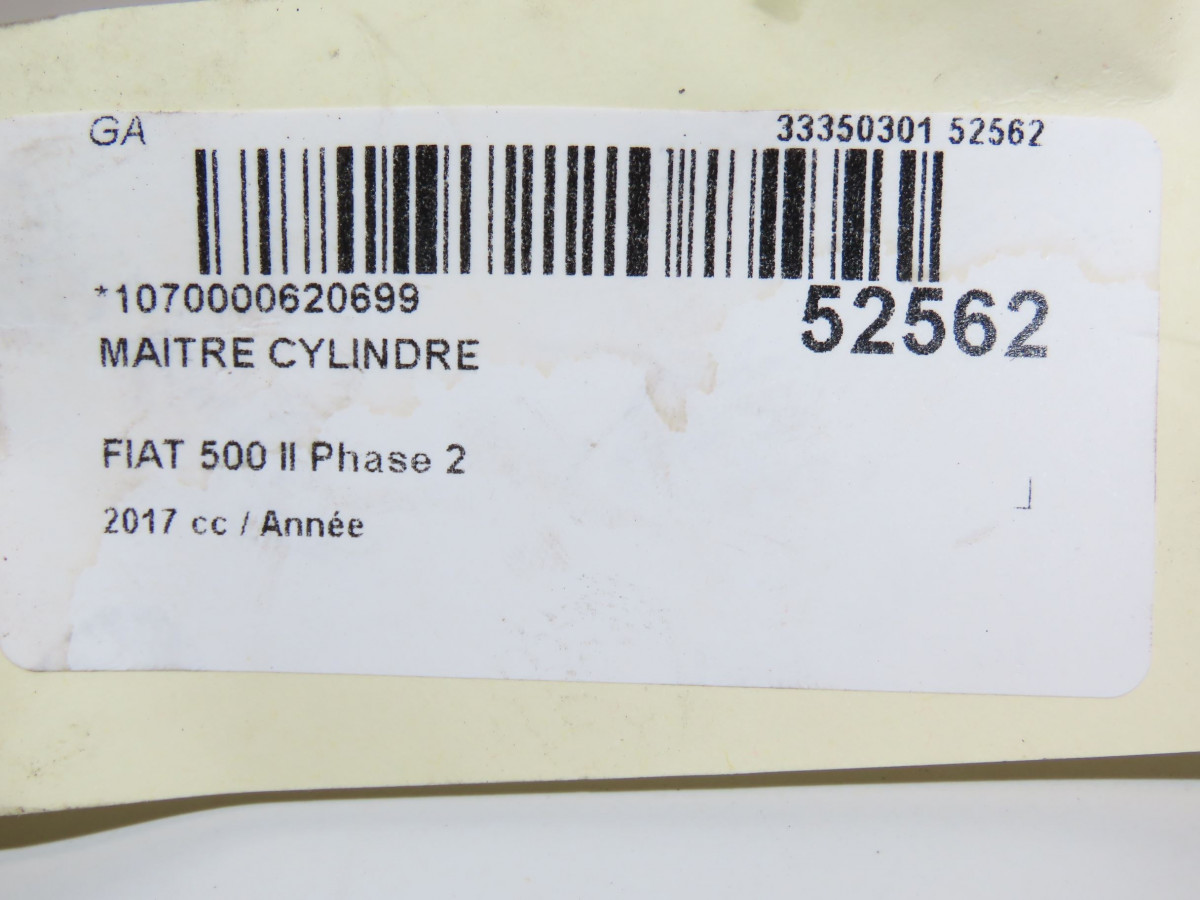 GA
33350301 52562
*1070000620699
52562
MAITRE CYLINDRE
FIAT 500 II Phase 2
2017 cc / Année